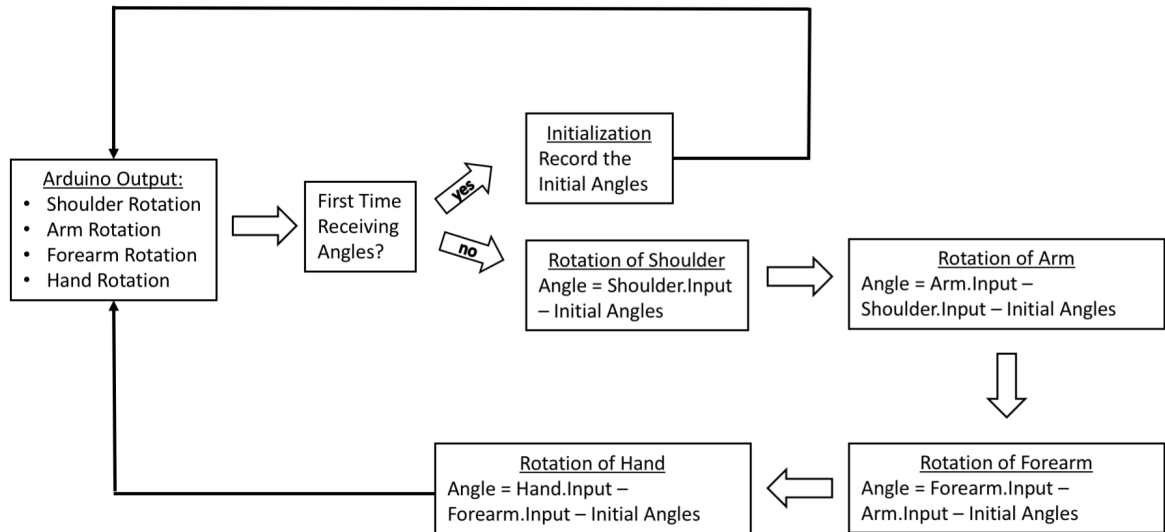 Arduino Output:
• Shoulder Rotation
• Arm Rotation
• Forearm Rotation
• Hand Rotation
First Time
Receiving
Angles?
yes
no
Initialization
Record the
Initial Angles
Rotation of Shoulder
Angle = Shoulder.Input
– Initial Angles
Rotation of Arm
Angle = Arm.Input –
Shoulder.Input – Initial Angles
Rotation of Forearm
Angle = Forearm.Input –
Arm.Input – Initial Angles
Rotation of Hand
Angle = Hand.Input –
Forearm.Input – Initial Angles